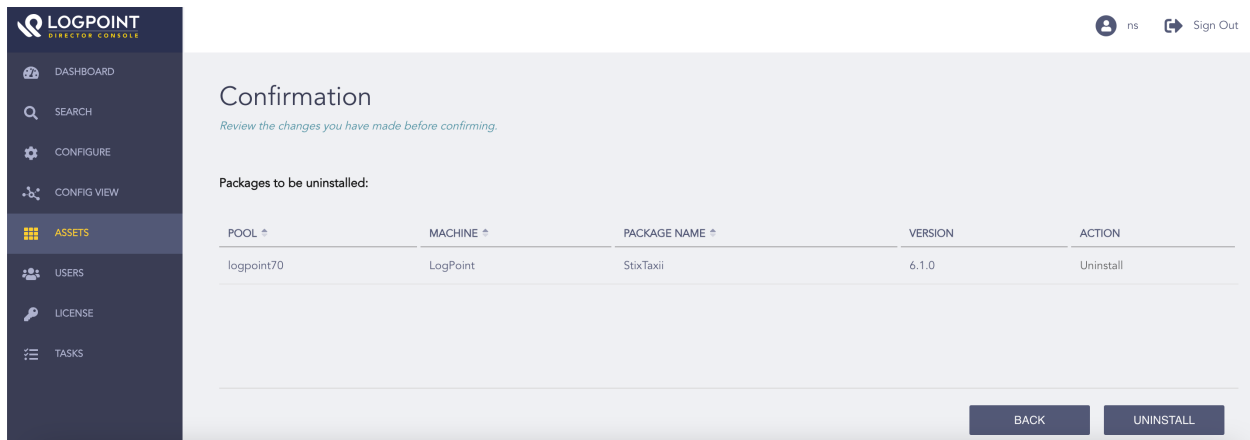 LOGPOINT
DIRECTOR CONSOLE
ns Sign Out
DASHBOARD
SEARCH
CONFIGURE
CONFIG VIEW
ASSETS
USERS
LICENSE
TASKS
Confirmation
Review the changes you have made before confirming.
Packages to be uninstalled:
POOL MACHINE PACKAGE NAME VERSION ACTION
logpoint70 LogPoint StixTaxii 6.1.0 Uninstall
BACK UNINSTALL